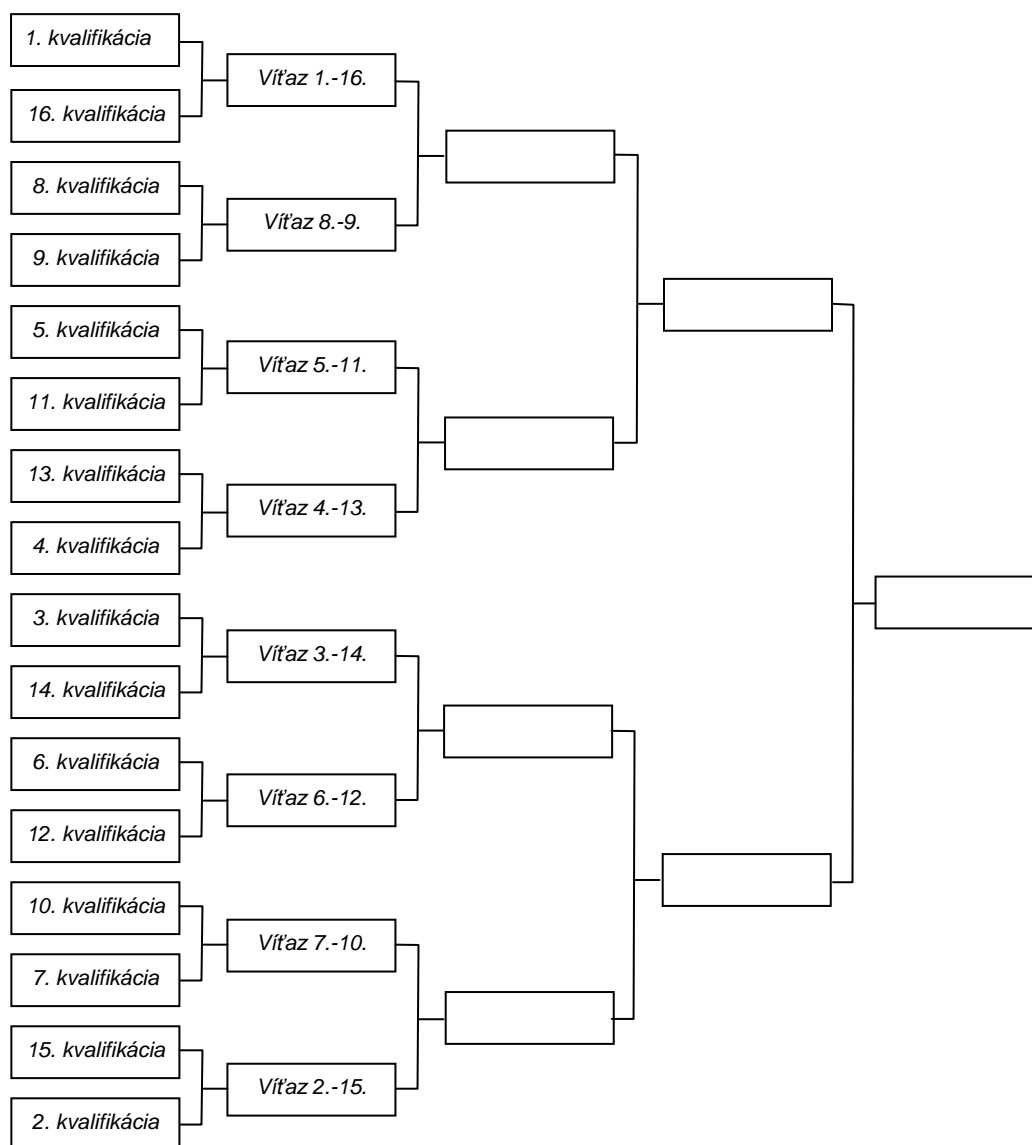 1. kvalifikácia
Víťaz 1.-16.
16. kvalifikácia
8. kvalifikácia
Víťaz 8.-9.
9. kvalifikácia
5. kvalifikácia
Víťaz 5.-11.
11. kvalifikácia
13. kvalifikácia
Víťaz 4.-13.
4. kvalifikácia
3. kvalifikácia
Víťaz 3.-14.
14. kvalifikácia
6. kvalifikácia
Víťaz 6.-12.
12. kvalifikácia
10. kvalifikácia
Víťaz 7.-10.
7. kvalifikácia
15. kvalifikácia
Víťaz 2.-15.
2. kvalifikácia